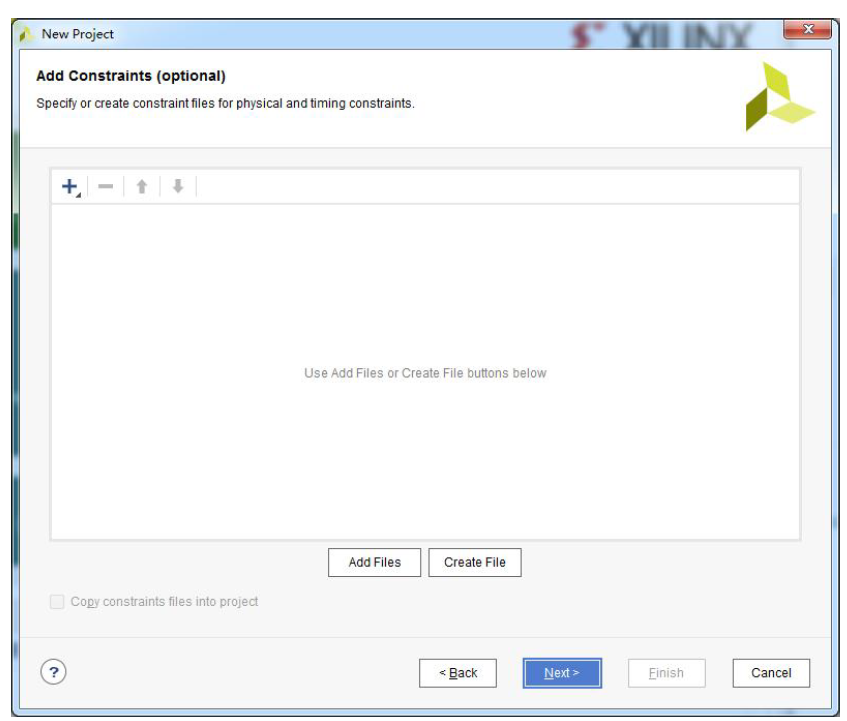 New Project
XILINX
Add Constraints (optional)
Specify or create constraint files for physical and timing constraints.
Use Add Files or Create File buttons below
Add Files
Create File
Copy constraints files into project
?
< Back
Next >
Finish
Cancel